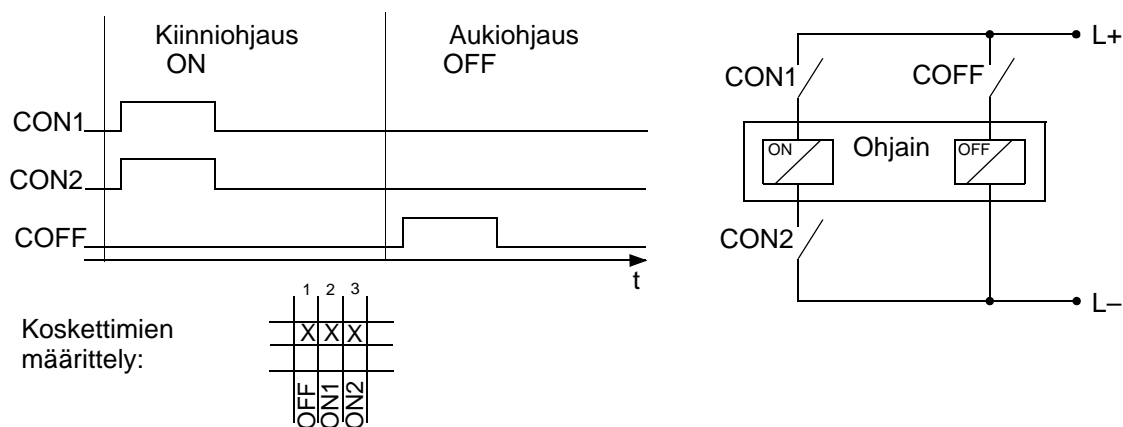 Kiinniohjaus
ON
Aukiohjaus
OFF
CON1
CON2
COFF
t
Koskettimien
määrittely:
1 2 3
X X X
OFF
ON1
ON2
L+
CON1
COFF
ON
Ohjain
OFF
CON2
L–